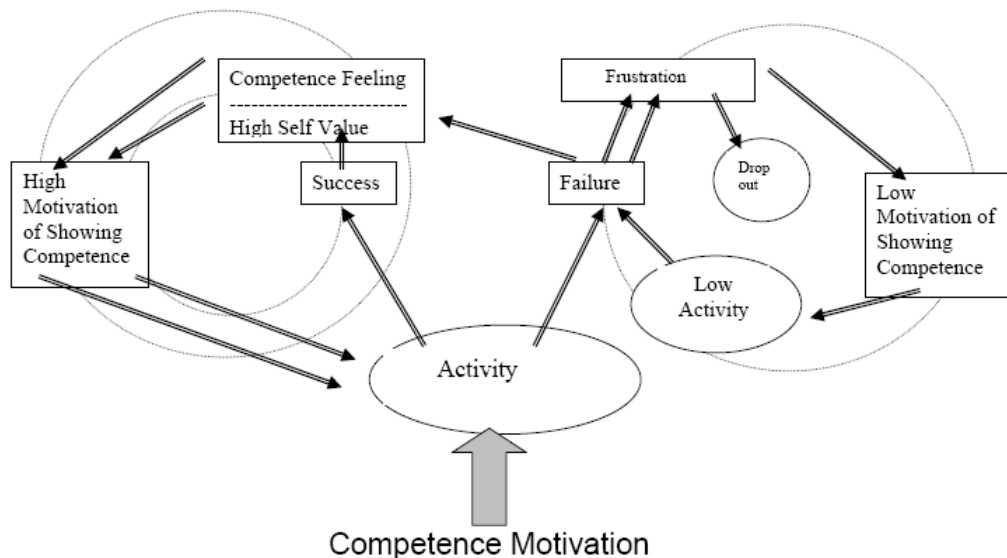 Competence Feeling
--------------------------
High Self Value
Frustration
High
Motivation
of Showing
Competence
Success
Failure
Drop
out
Low
Motivation of
Showing
Competence
Low
Activity
Activity
Competence Motivation